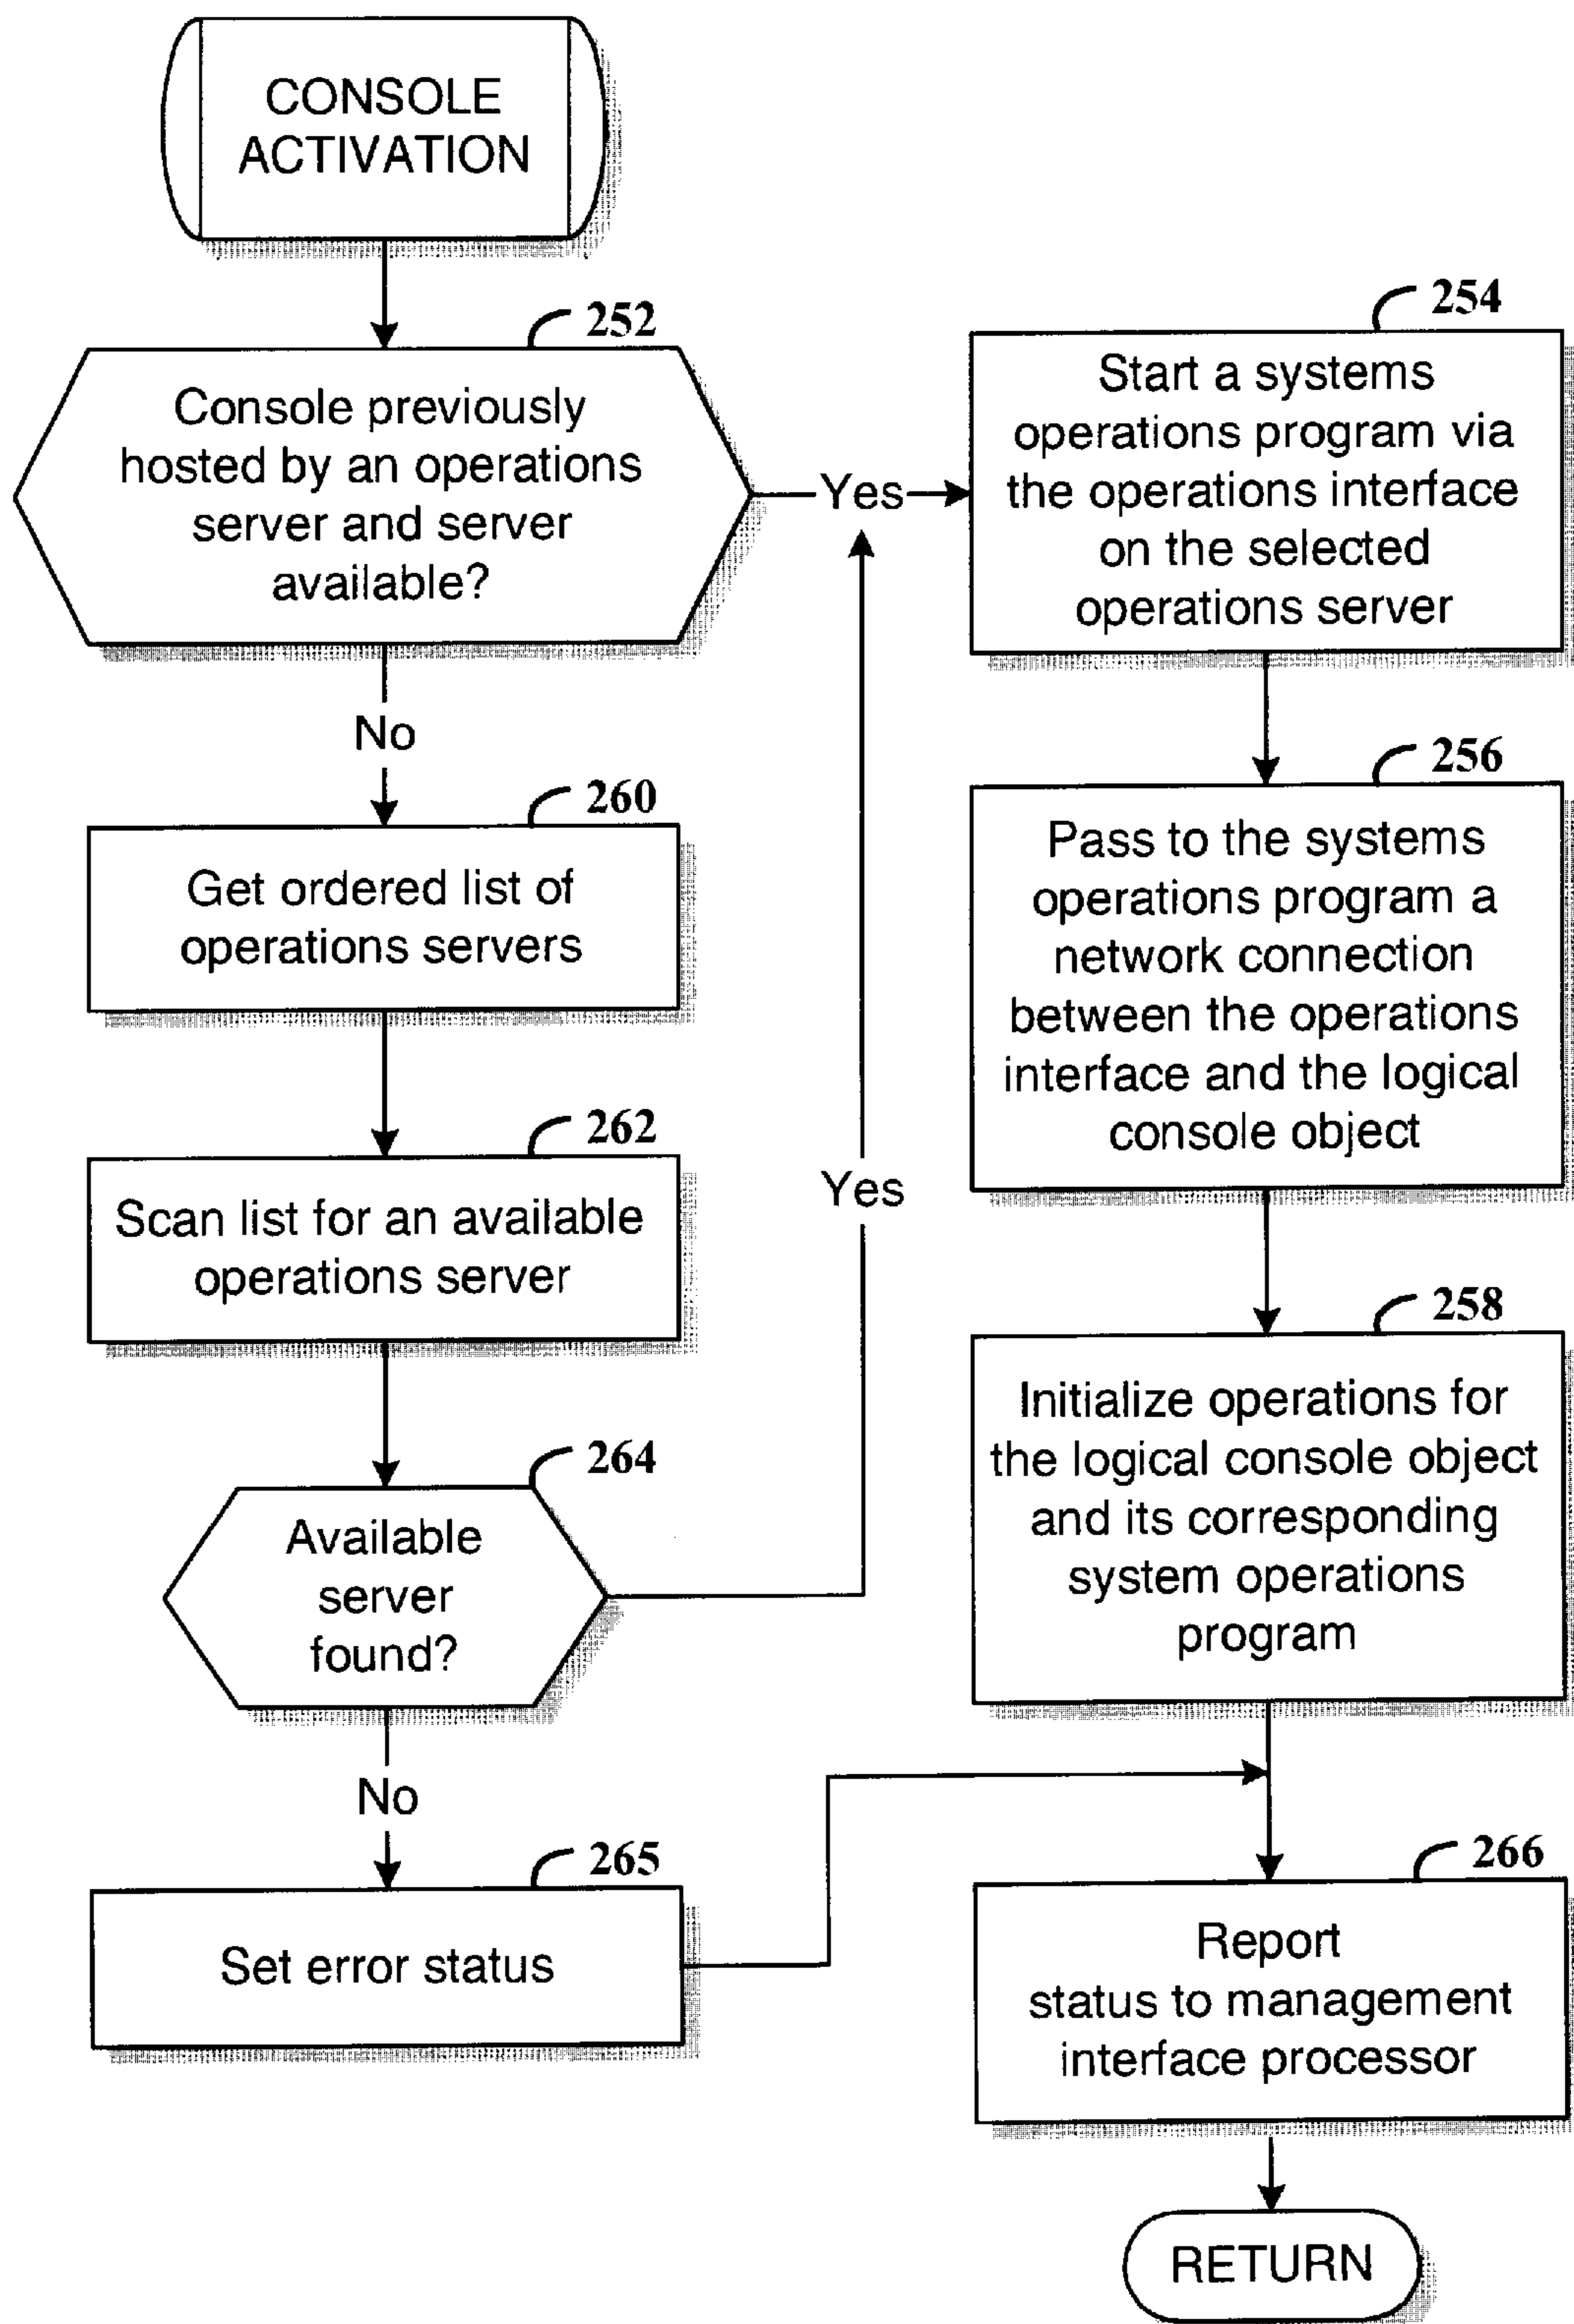 CONSOLE
ACTIVATION
252
Console previously
hosted by an operations
server and server
available?
Yes
No
260
Get ordered list of
operations servers
262
Scan list for an available
operations server
264
Available
server
found?
Yes
No
265
Set error status
254
Start a systems
operations program via
the operations interface
on the selected
operations server
256
Pass to the systems
operations program a
network connection
between the operations
interface and the logical
console object
258
Initialize operations for
the logical console object
and its corresponding
system operations
program
266
Report
status to management
interface processor
RETURN